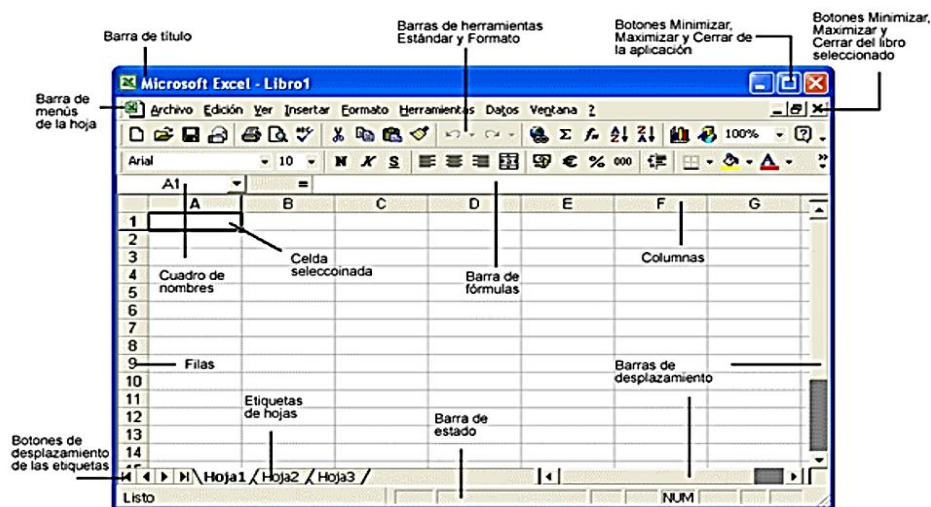 Barra de título
Barras de herramientas
Estándar y Formato
Botones Minimizar,
Maximizar y Cerrar de
la aplicación
Botones Minimizar,
Maximizar y
Cerrar del libro
seleccionado
Microsoft Excel - Libro1
Barra de
menús
de la hoja
Archivo Edición Ver Insertar Formato Herramientas Datos Ventana ?
100%
Arial 10 N K S € % 000
A1 =
A B C D E F G
1
2
3
4
5
6
7
8
9
10
11
12
13
14
15
Celda
seleccoinada
Columnas
Cuadro de
nombres
Barra de
fórmulas
Filas
Barras de
desplazamiento
Etiquetas
de hojas
Barra de
estado
Botones de
desplazamiento
de las etiquetas
Hoja1 Hoja2 Hoja3
Listo NUM